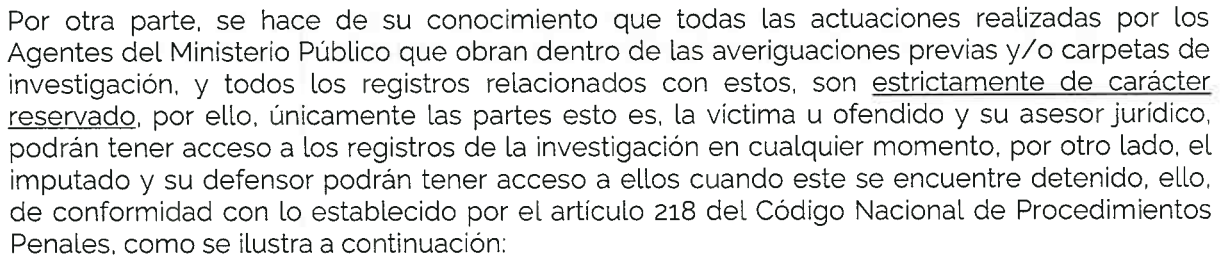 Por otra parte, se hace de su conocimiento que todas las actuaciones realizadas por los
Agentes del Ministerio Público que obran dentro de las averiguaciones previas y/o carpetas de
investigación, y todos los registros relacionados con estos, son estrictamente de carácter
reservado, por ello, únicamente las partes esto es, la víctima u ofendido y su asesor jurídico,
podrán tener acceso a los registros de la investigación en cualquier momento, por otro lado, el
imputado y su defensor podrán tener acceso a ellos cuando este se encuentre detenido, ello,
de conformidad con lo establecido por el artículo 218 del Código Nacional de Procedimientos
Penales, como se ilustra a continuación: